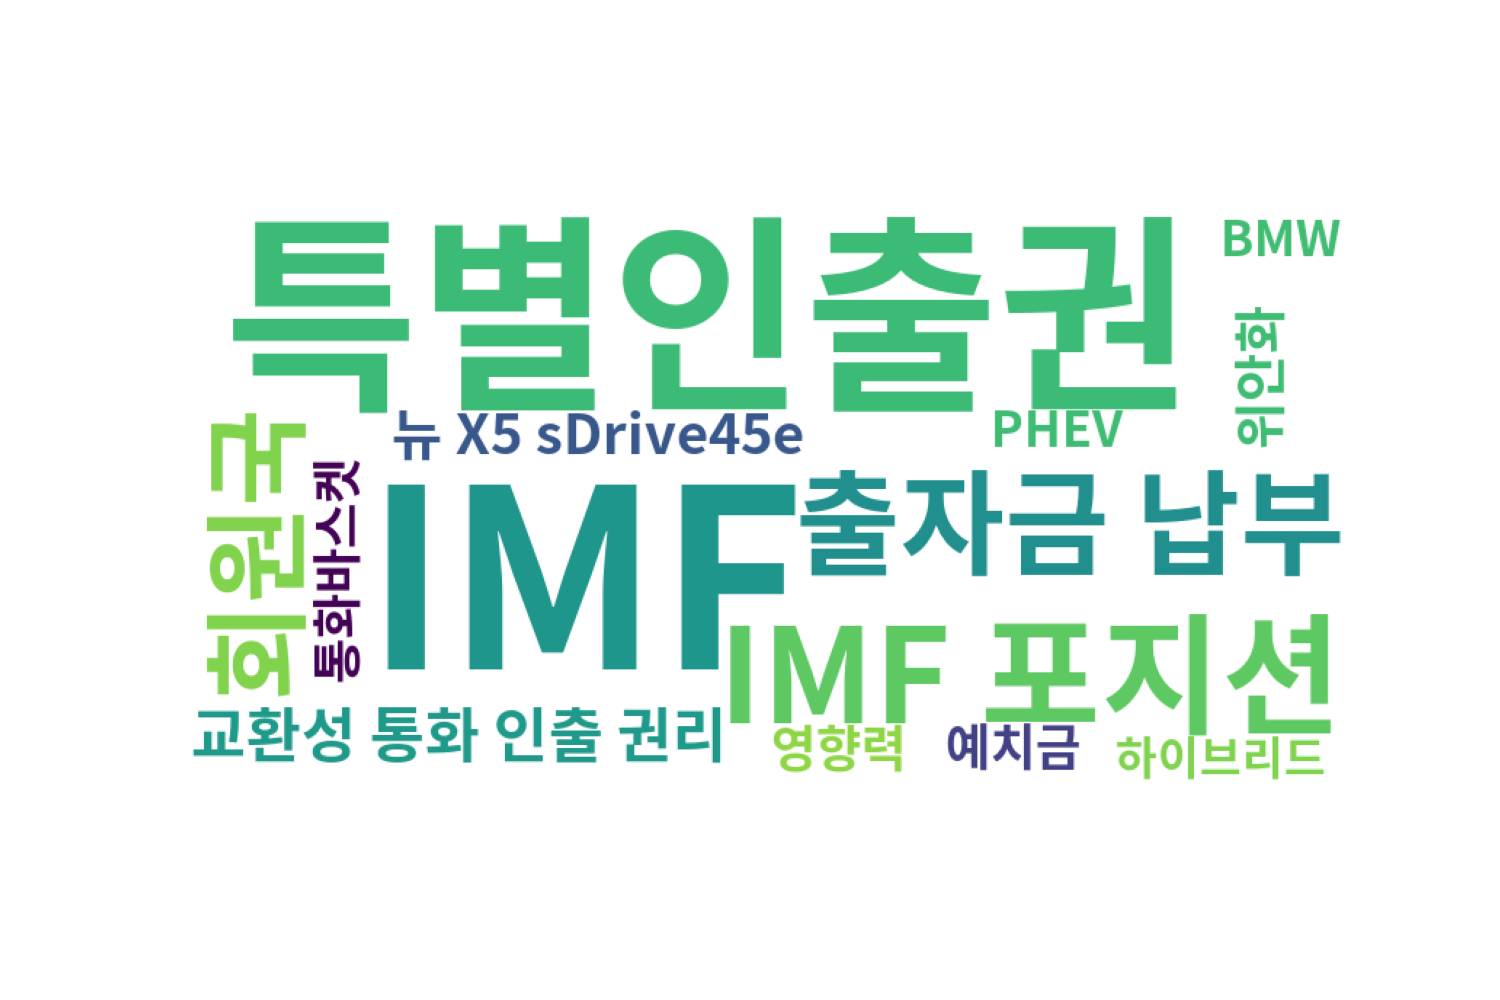 특별인출권
BMW
위안화
뉴 X5 sDrive45e
PHEV
회원국
통화바스켓
IMF
출자금 납부
IMF 포지션
교환성 통화 인출 권리
영향력
예치금
하이브리드